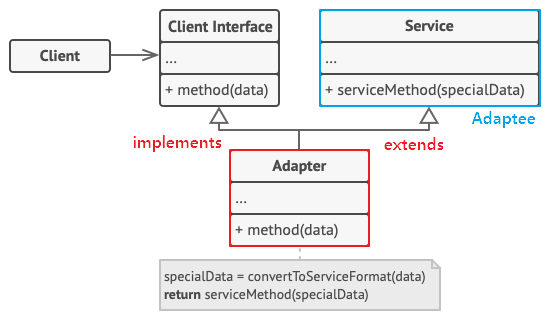 Client
Client Interface
...
+ method(data)
Service
...
+ serviceMethod(specialData)
Adaptee
implements
extends
Adapter
...
+ method(data)
specialData = convertToServiceFormat(data)
return serviceMethod(specialData)